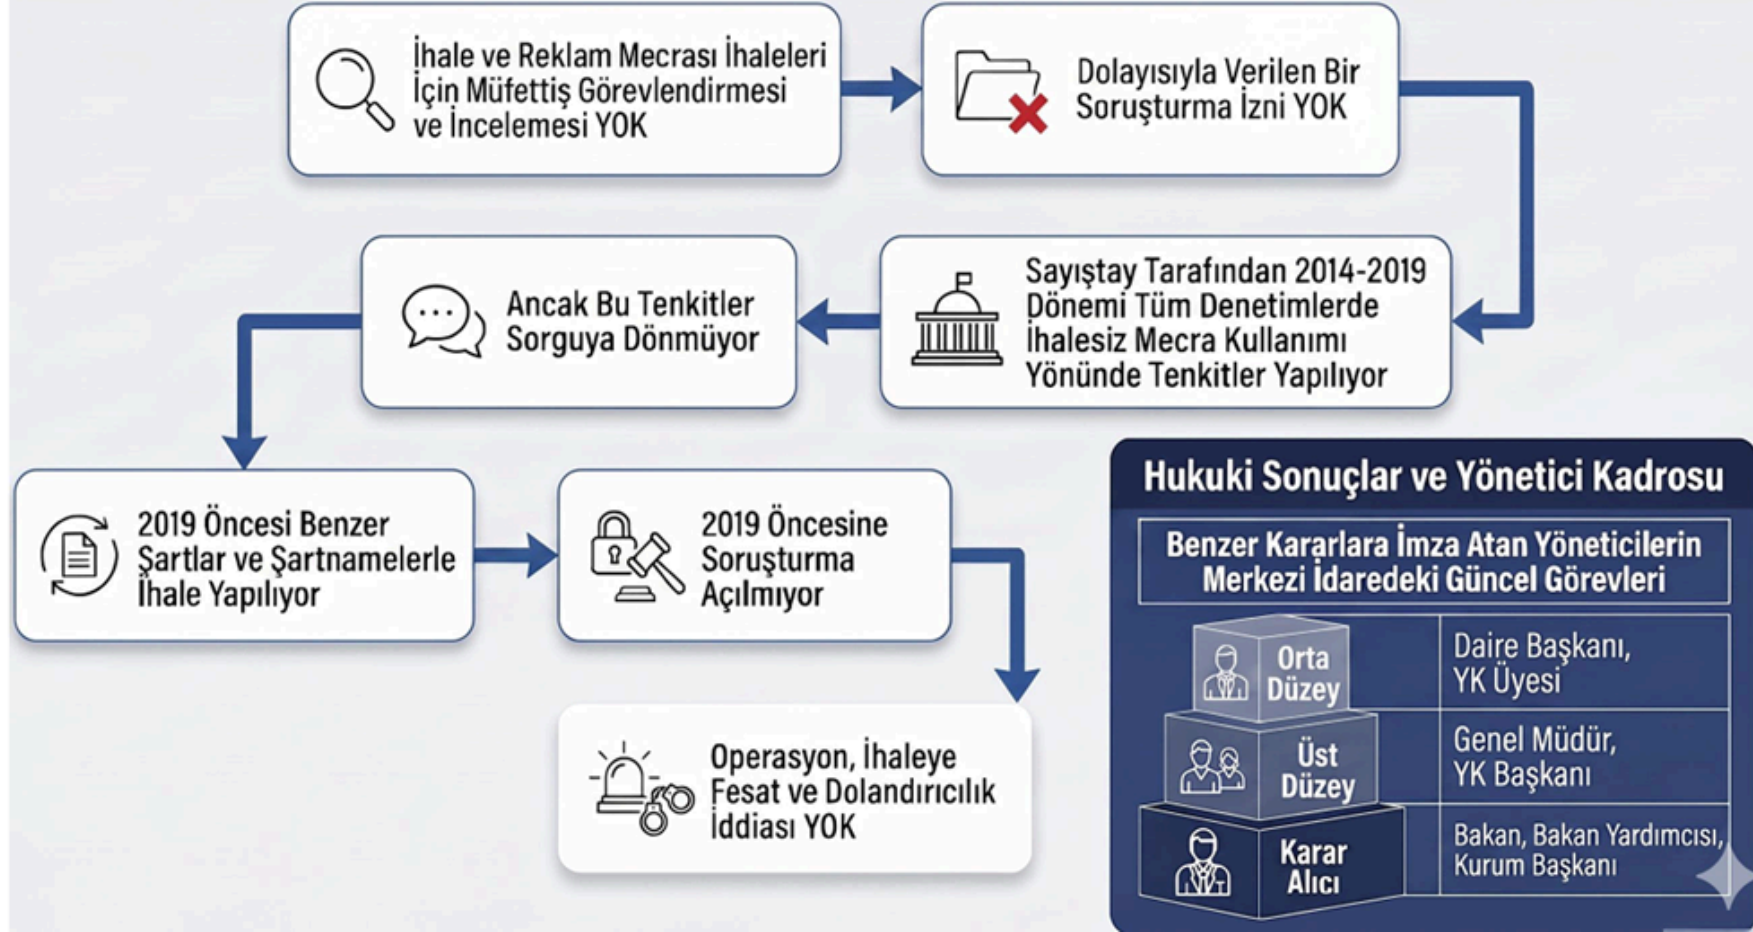 İhale ve Reklam Mecrası İhaleleri
İçin Müfettiş Görevlendirmesi
ve İncelemesi YOK
Dolayısıyla Verilen Bir
Soruşturma İzni YOK
Sayıştay Tarafından 2014-2019
Dönemi Tüm Denetimlerde
İhalesiz Mecra Kullanımı
Yönünde Tenkitler Yapılıyor
Ancak Bu Tenkitler
Sorguya Dönmüyor
2019 Öncesi Benzer
Şartlar ve Şartnamelerle
İhale Yapılıyor
2019 Öncesine
Soruşturma
Açılmıyor
Operasyon, İhaleye
Fesat ve Dolandırıcılık
İddiası YOK
Hukuki Sonuçlar ve Yönetici Kadrosu
Benzer Kararlara İmza Atan Yöneticilerin
Merkezi İdaredeki Güncel Görevleri
Orta
Düzey
Daire Başkanı,
YK Üyesi
Üst
Düzey
Genel Müdür,
YK Başkanı
Karar
Alıcı
Bakan, Bakan Yardımcısı,
Kurum Başkanı